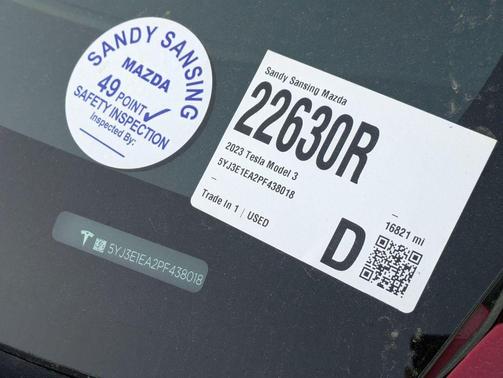 SANDY SANSING
MAZDA
49 POINT
SAFETY INSPECTION
Inspected By:
Sandy Sansing Mazda
22630R
2023 Tesla Model 3
5YJ3E1EA2PF438018
–
Trade In 1 | USED
D
–
16821 mi
5YJ3E1EA2PF438018